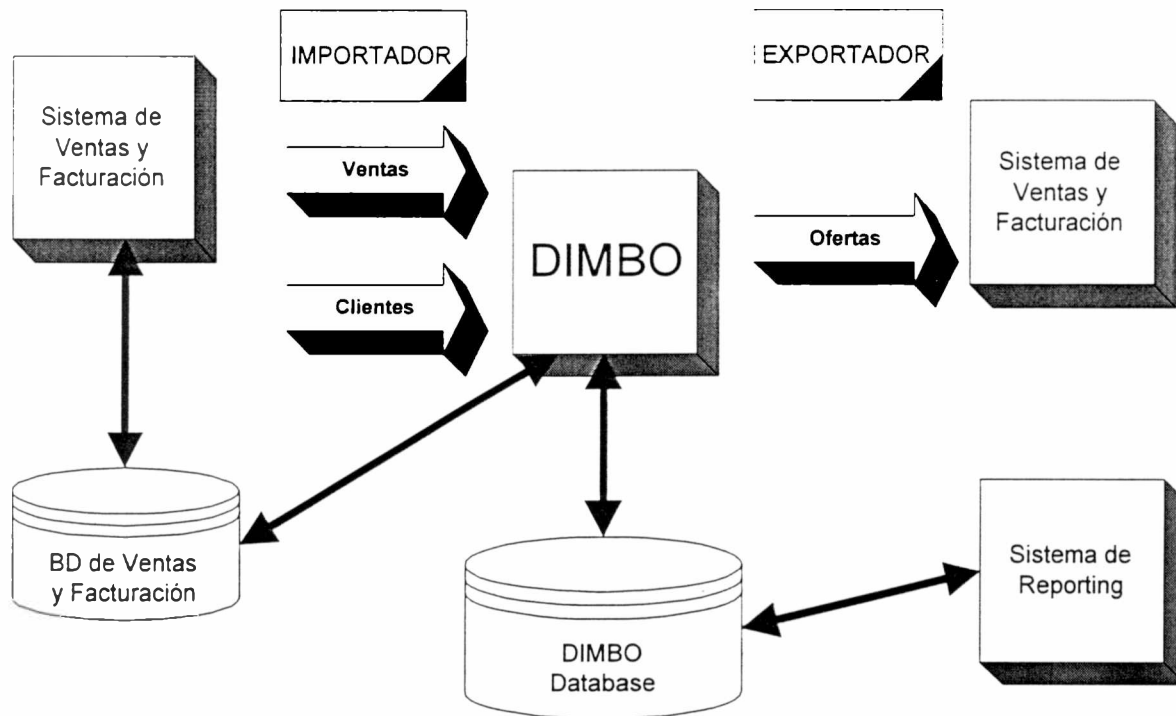 IMPORTADOR
EXPORTADOR
Sistema de
Ventas y
Facturación
Ventas
Clientes
DIMBO
Ofertas
Sistema de
Ventas y
Facturación
BD de Ventas
y Facturación
DIMBO
Database
Sistema de
Reporting